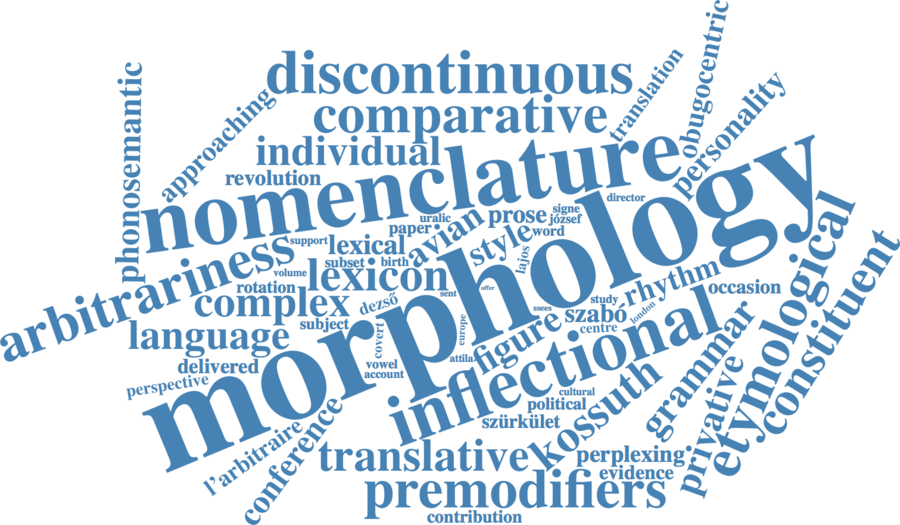 discontinuous
comparative
individual
revolution
nomenclature
morphology
phonosemantic
approaching
translation
obugocentric
personality
director
arbitrariness
support
lexical
paper
uralic
avian
prose
signe
józsef
style
word
lajos
subset
birth
volume
rotation
lexicon
complex
dezső
sent
offer
ssees
study
szabó
rhythm
occasion
london
centre
language
subject
covert
europe
figure
attila
vowel
account
delivered
perspective
inflectional
etymological
constituent
grammar
privative
kossuth
cultural
political
szürkület
conference
l’arbitraire
translative
perplexing
evidence
premodifiers
contribution